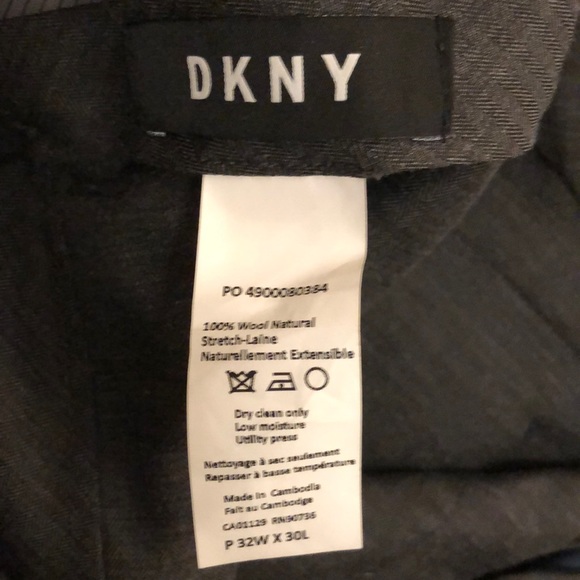 DKNY
PO 4900080384
100% Wool Natural
Stretch-Laine
Naturellement Extensible
Dry clean only
Low moisture
Utility press
Nettoyage à sec seulement
Repasser à basse température
Made in Cambodia
Fait au Cambodge
CA01129 RN90736
P 32W X 30L